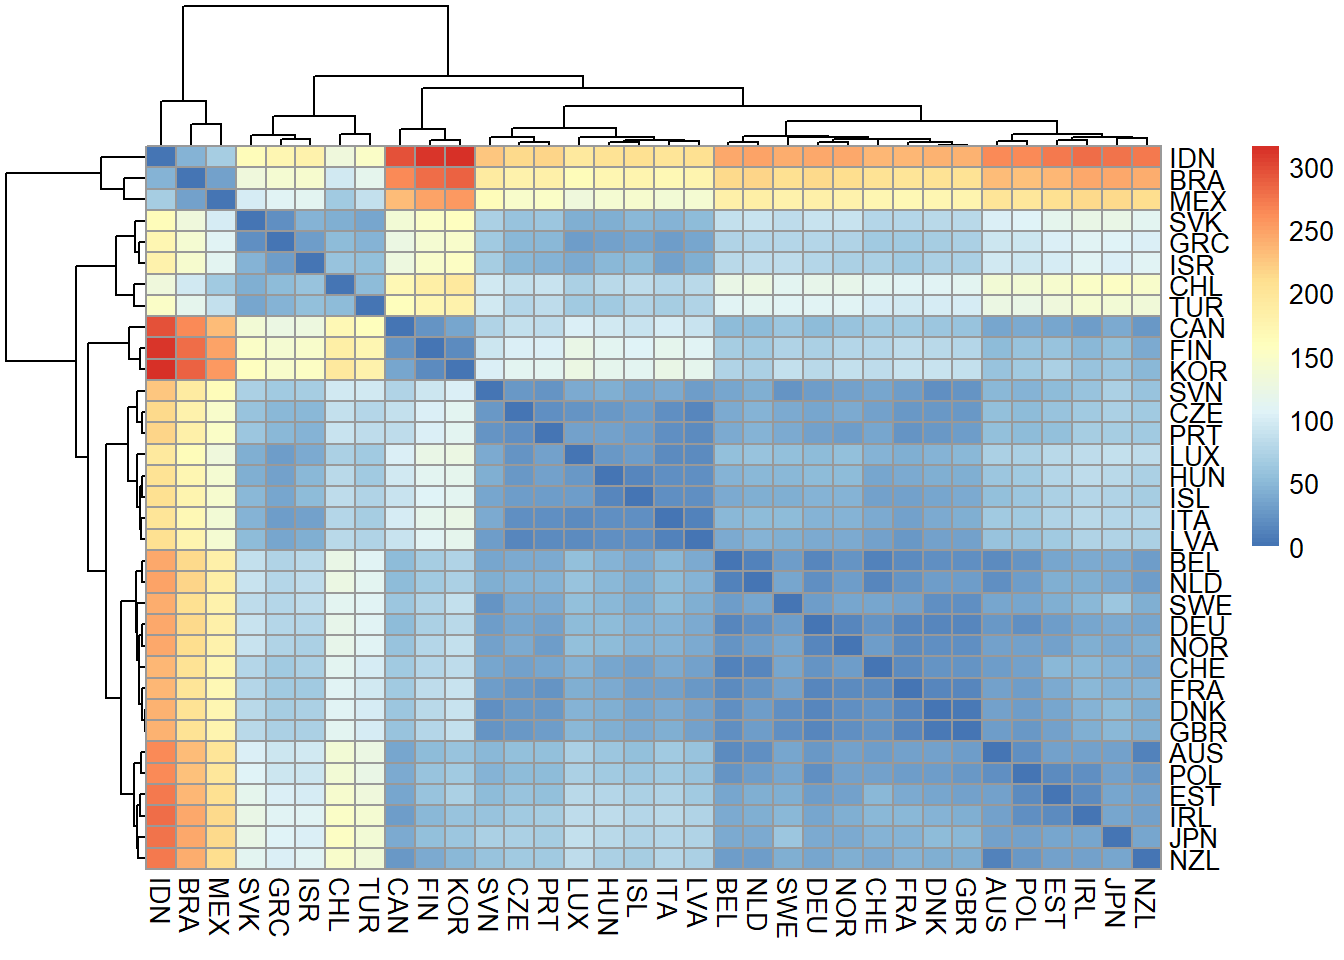 IDN
BRA
MEX
SVK
GRC
ISR
CHL
TUR
CAN
FIN
KOR
SVN
CZE
PRT
LUX
HUN
ISL
ITA
LVA
BEL
NLD
SWE
DEU
NOR
CHE
FRA
DNK
GBR
AUS
POL
EST
IRL
JPN
NZL
300
250
200
150
100
50
0
IDN BRA MEX SVK GRC ISR CHL TUR CAN FIN KOR SVN CZE PRT LUX HUN ISL ITA LVA BEL NLD SWE DEU NOR CHE FRA DNK GBR AUS POL EST IRL JPN NZL